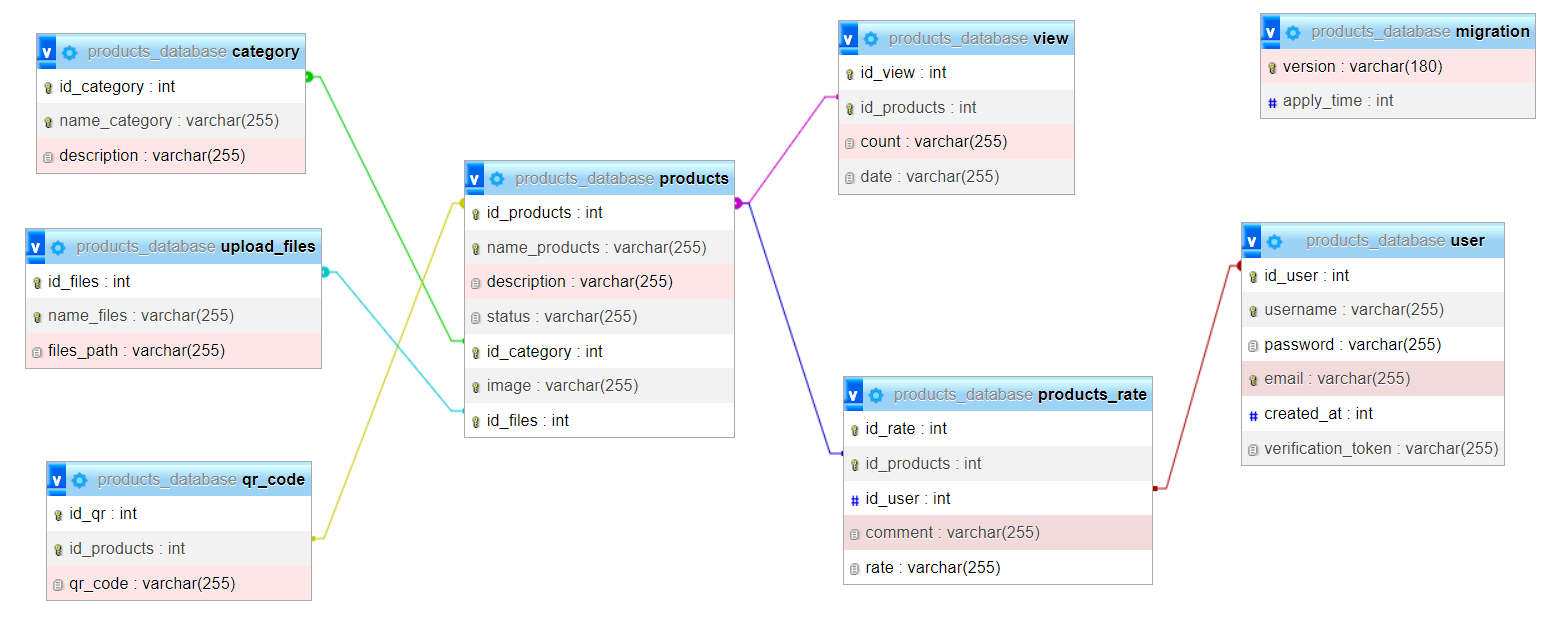 v products_database category
id_category : int
name_category : varchar(255)
description : varchar(255)
v products_database upload_files
id_files : int
name_files : varchar(255)
files_path : varchar(255)
v products_database qr_code
id_qr : int
id_products : int
qr_code : varchar(255)
v products_database products
id_products : int
name_products : varchar(255)
description : varchar(255)
status : varchar(255)
id_category : int
image : varchar(255)
id_files : int
v products_database view
id_view : int
id_products : int
count : varchar(255)
date : varchar(255)
v products_database products_rate
id_rate : int
id_products : int
# id_user : int
comment : varchar(255)
rate : varchar(255)
v products_database migration
version : varchar(180)
# apply_time : int
v products_database user
id_user : int
username : varchar(255)
password : varchar(255)
email : varchar(255)
# created_at : int
verification_token : varchar(255)